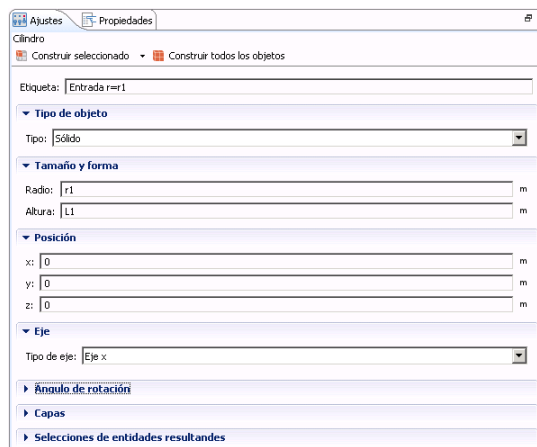 Ajustes Propiedades
Cilindro
Construir seleccionado Construir todos los objetos
Etiqueta: Entrada r=r1
Tipo de objeto
Tipo: Sólido
Tamaño y forma
Radio: r1 m
Altura: L1 m
Posición
x: 0 m
y: 0 m
z: 0 m
Eje
Tipo de eje: Eje x
Ángulo de rotación
Capas
Selecciones de entidades resultandes